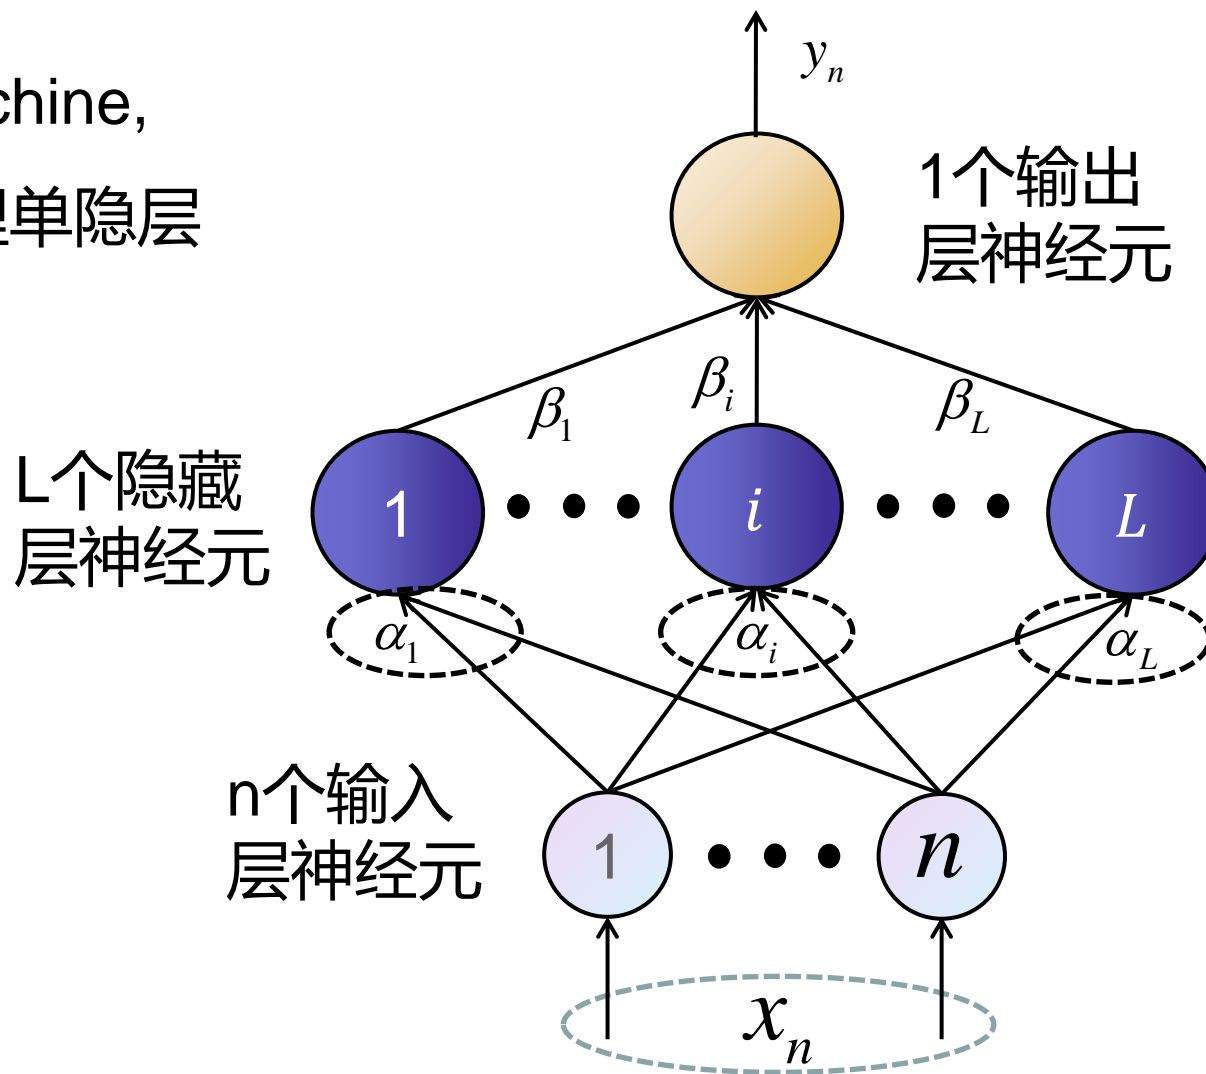 y_n
chine,
1个输出
层神经元
理单隐层
β_1
β_i
β_L
L个隐藏
层神经元
1
i
L
α_1
α_i
α_L
n个输入
层神经元
1
n
x_n